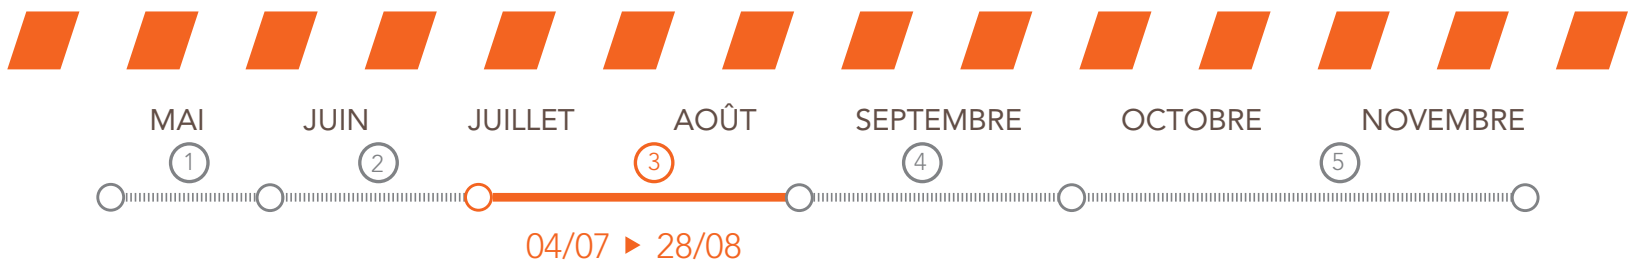 MAI JUIN JUILLET AOÛT SEPTEMBRE OCTOBRE NOVEMBRE
1 2 3 4 5
04/07 ▶ 28/08